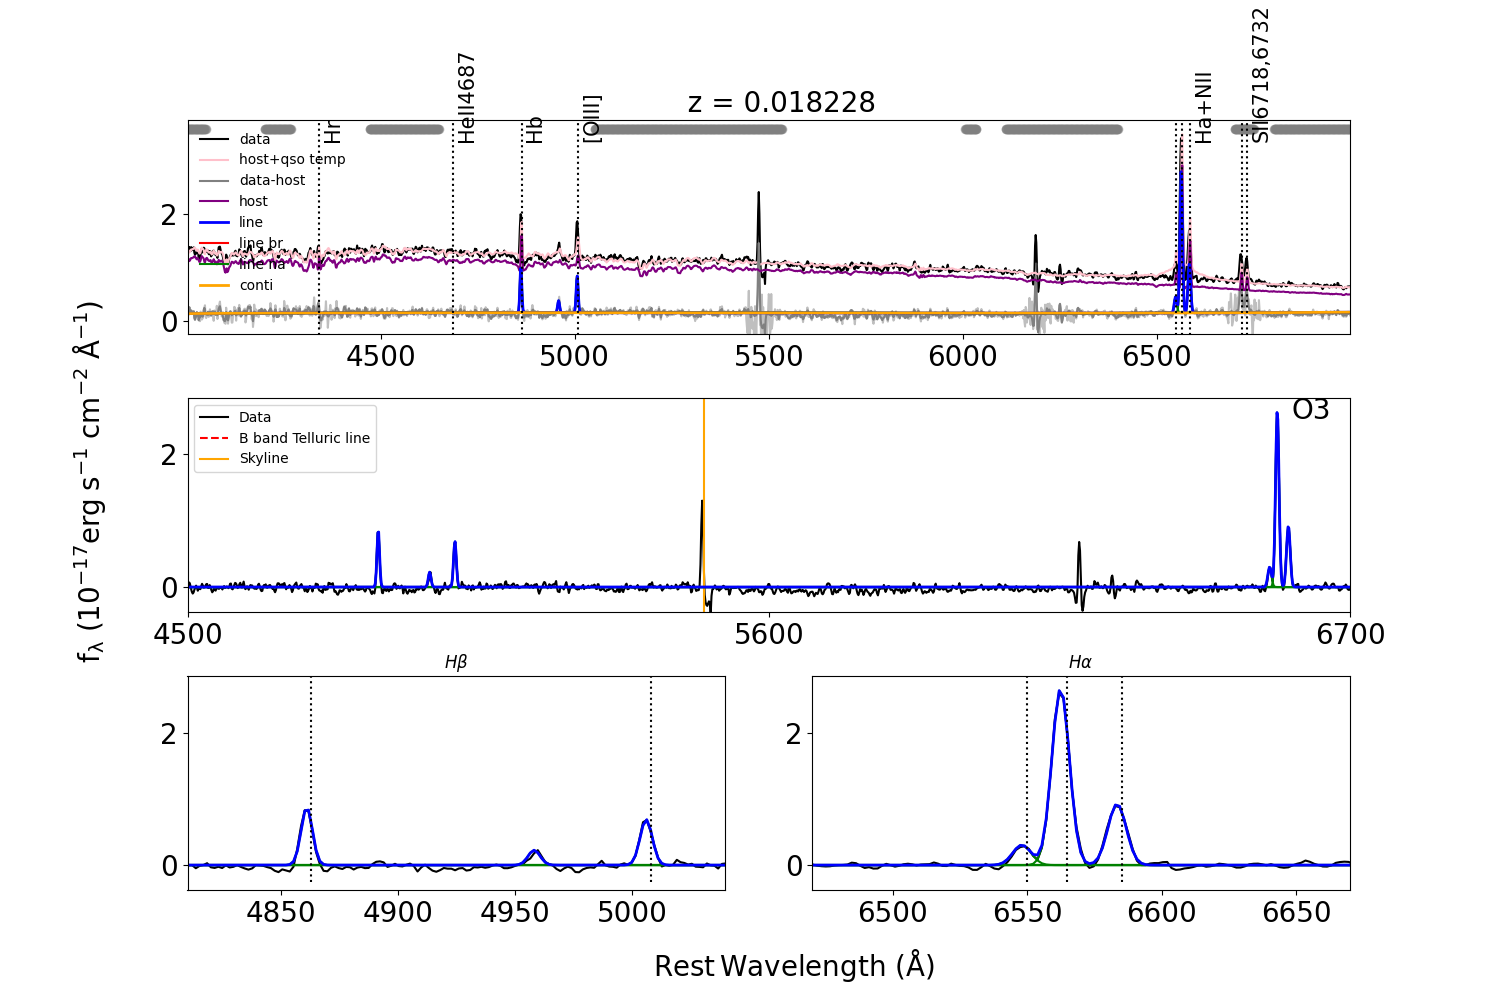 z = 0.018228
Hr
HeII4687
Hb
[OIII]
Ha+NII
SII6718,6732
data
host+qso temp
data-host
host
line
line br
line na
conti
2
0
4500 5000 5500 6000 6500
f_λ (10^−17 erg s^−1 cm^−2 Å^−1)
Data
B band Telluric line
Skyline
O3
2
0
4500 5600 6700
Hβ
2
0
4850 4900 4950 5000
Hα
2
0
6500 6550 6600 6650
Rest Wavelength (Å)